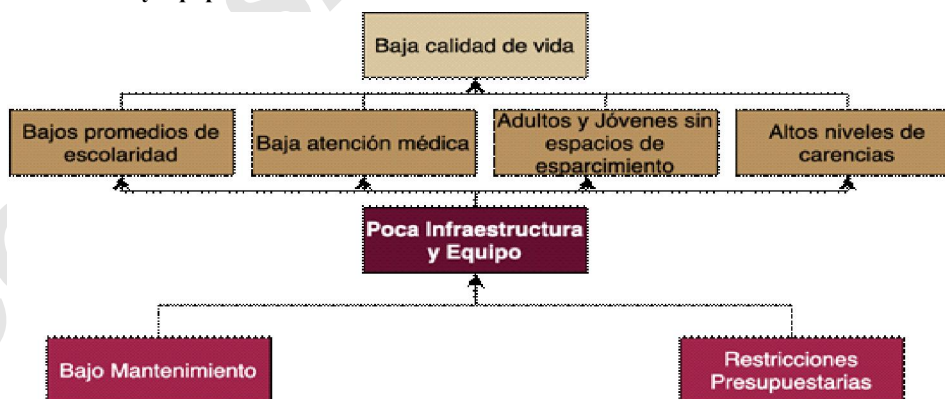 Baja calidad de vida
Bajos promedios de
escolaridad
Baja atención médica
Adultos y Jóvenes sin
espacios de
esparcimiento
Altos niveles de
carencias
Poca Infraestructura
y Equipo
Bajo Mantenimiento
Restricciones
Presupuestarias